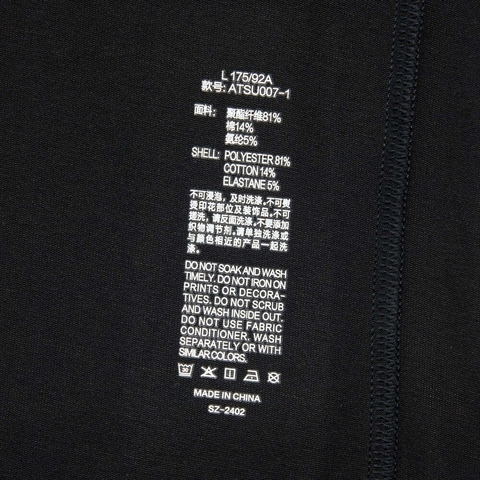 L 175/92A
款号: ATSU007-1
面料: 聚酯纤维81%
棉14%
氨纶5%
SHELL: POLYESTER 81%
COTTON 14%
ELASTANE 5%
不可浸泡，及时洗涤。不可熨
烫印花部位及装饰品。不可
搓洗，请反面洗涤。不要添加
织物调节剂。请单独洗涤或
与颜色相近的产品一起洗
涤。
DO NOT SOAK AND WASH
TIMELY. DO NOT IRON ON
PRINTS OR DECORA-
TIVES. DO NOT SCRUB
AND WASH INSIDE OUT.
DO NOT USE FABRIC
CONDITIONER. WASH
SEPARATELY OR WITH
SIMILAR COLORS.
MADE IN CHINA
SZ-2402